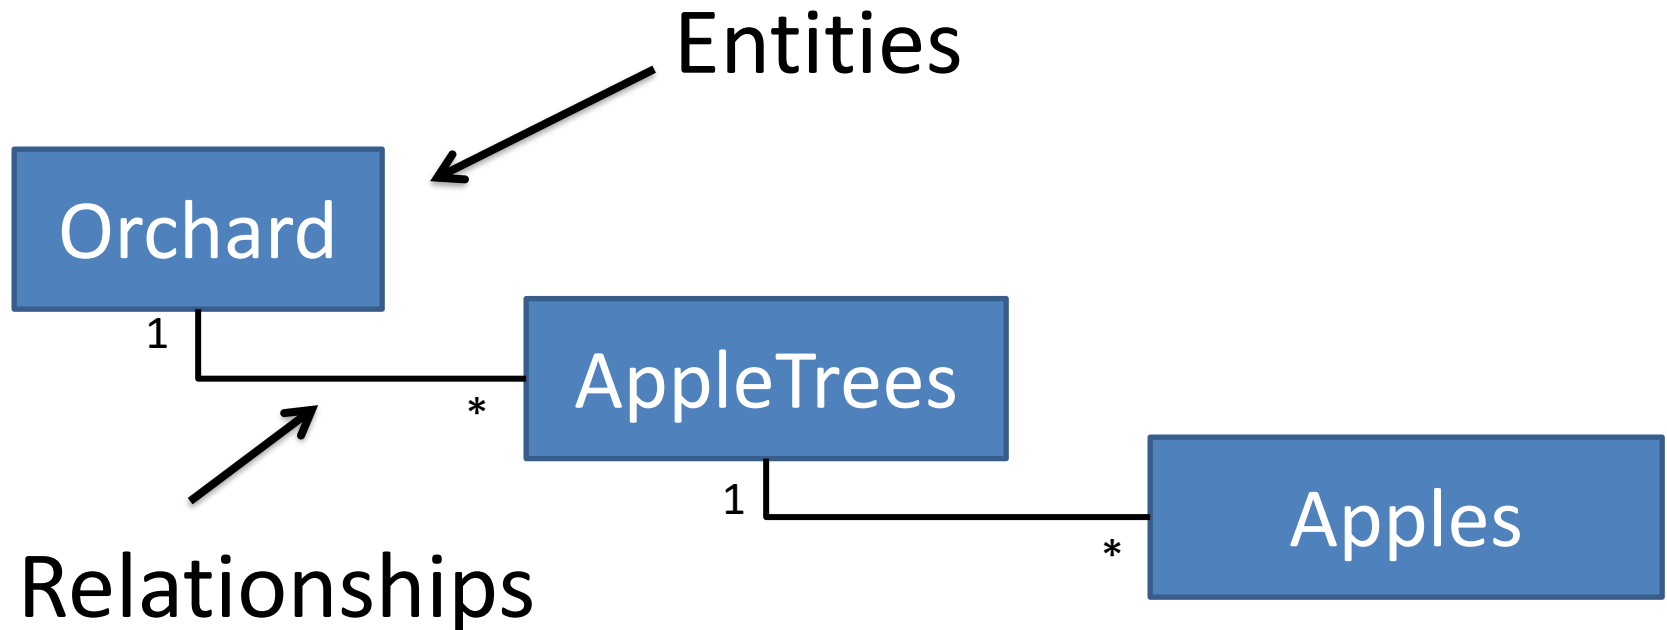 Entities
Orchard
1
*
AppleTrees
1
*
Apples
Relationships